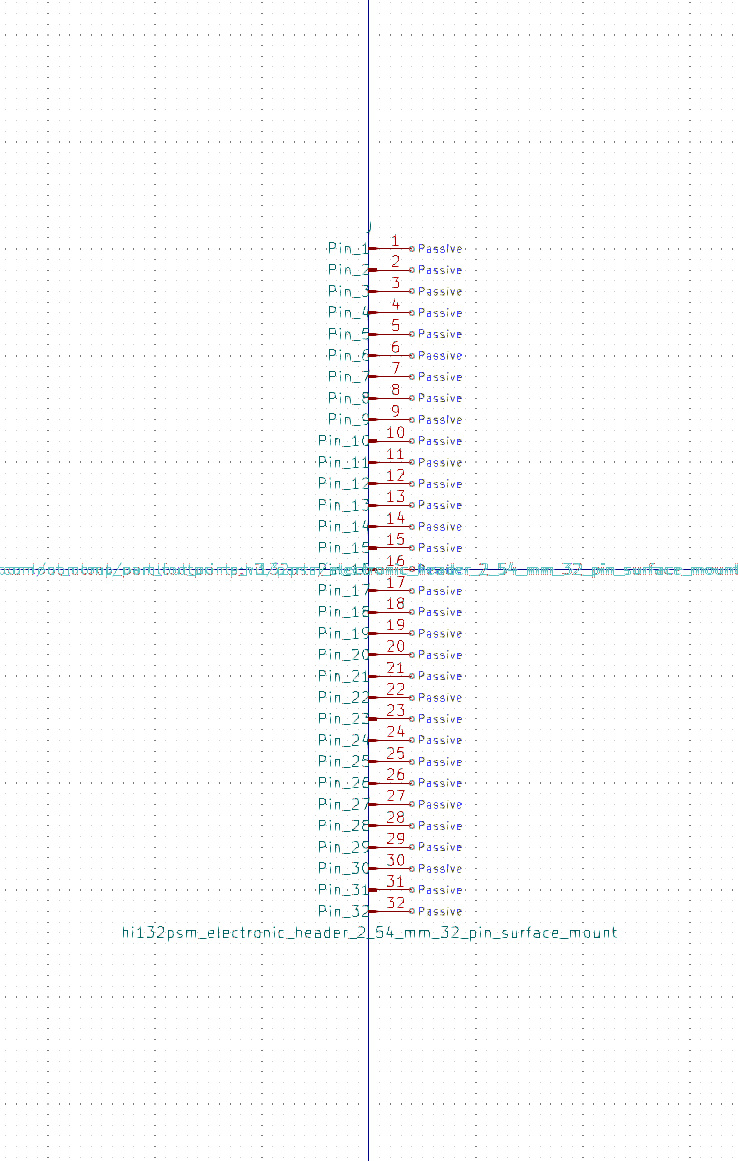 J
1
Pin_1 Passive
2
Pin_2 Passive
3
Pin_3 Passive
4
Pin_4 Passive
5
Pin_5 Passive
6
Pin_6 Passive
7
Pin_7 Passive
8
Pin_8 Passive
9
Pin_9 Passive
10
Pin_10 Passive
11
Pin_11 Passive
12
Pin_12 Passive
13
Pin_13 Passive
14
Pin_14 Passive
15
Pin_15 Passive
16
Pin_16 Passive
17
Pin_17 Passive
18
Pin_18 Passive
19
Pin_19 Passive
20
Pin_20 Passive
21
Pin_21 Passive
22
Pin_22 Passive
23
Pin_23 Passive
24
Pin_24 Passive
25
Pin_25 Passive
26
Pin_26 Passive
27
Pin_27 Passive
28
Pin_28 Passive
29
Pin_29 Passive
30
Pin_30 Passive
31
Pin_31 Passive
32
Pin_32 Passive
hi132psm_electronic_header_2_54_mm_32_pin_surface_mount